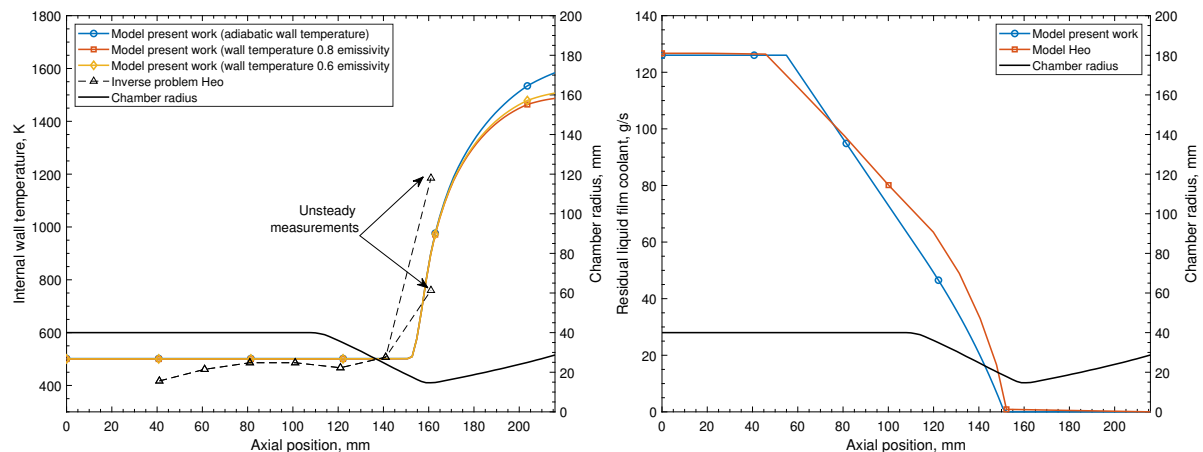 Model present work (adiabatic wall temperature)
Model present work (wall temperature 0.8 emissivity
Model present work (wall temperature 0.6 emissivity
Inverse problem Heo
Chamber radius
Unsteady
measurements
Internal wall temperature, K
400
600
800
1000
1200
1400
1600
1800
0
20
40
60
80
100
120
140
160
180
200
Chamber radius, mm
0 20 40 60 80 100 120 140 160 180 200
Axial position, mm
Model present work
Model Heo
Chamber radius
Residual liquid film coolant, g/s
0
20
40
60
80
100
120
140
0
20
40
60
80
100
120
140
160
180
200
Chamber radius, mm
0 20 40 60 80 100 120 140 160 180 200
Axial position, mm